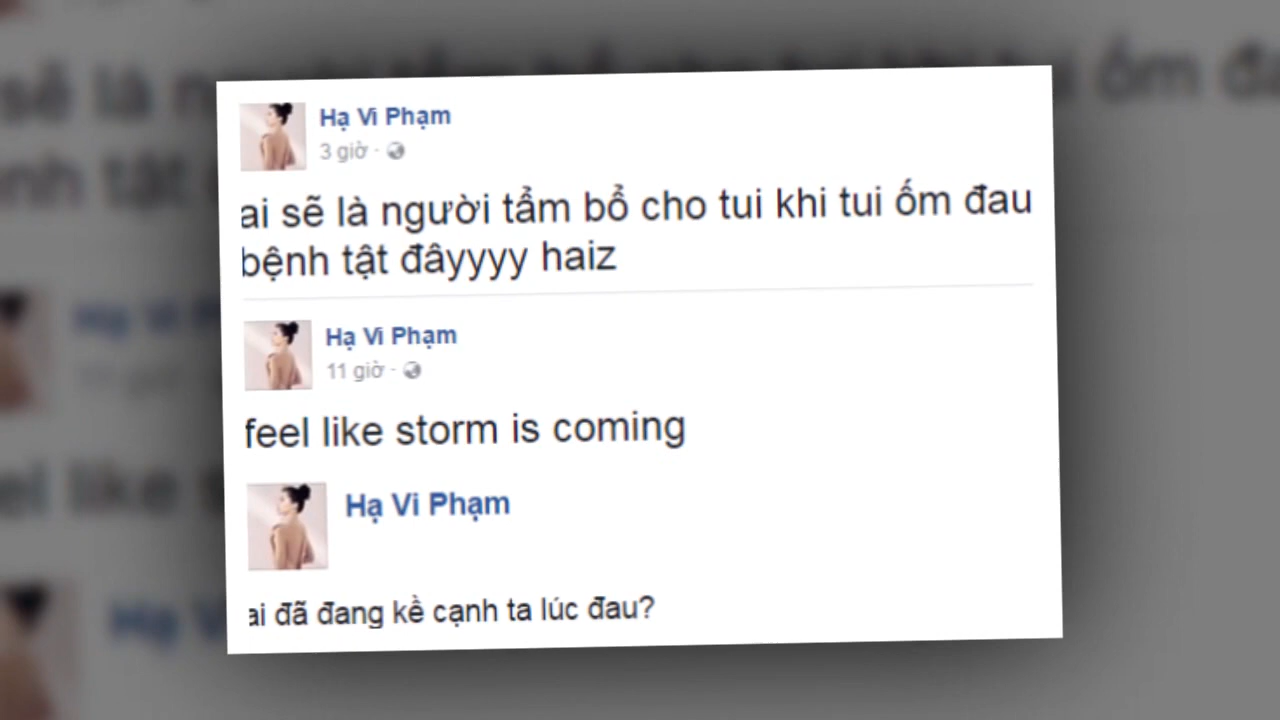 Hạ Vi Phạm
3 giờ ·
ai sẽ là người tẩm bổ cho tui khi tui ốm đau
bệnh tật đâyyyy haiz
Hạ Vi Phạm
11 giờ ·
feel like storm is coming
Hạ Vi Phạm
ai đã đang kề cạnh ta lúc đau?